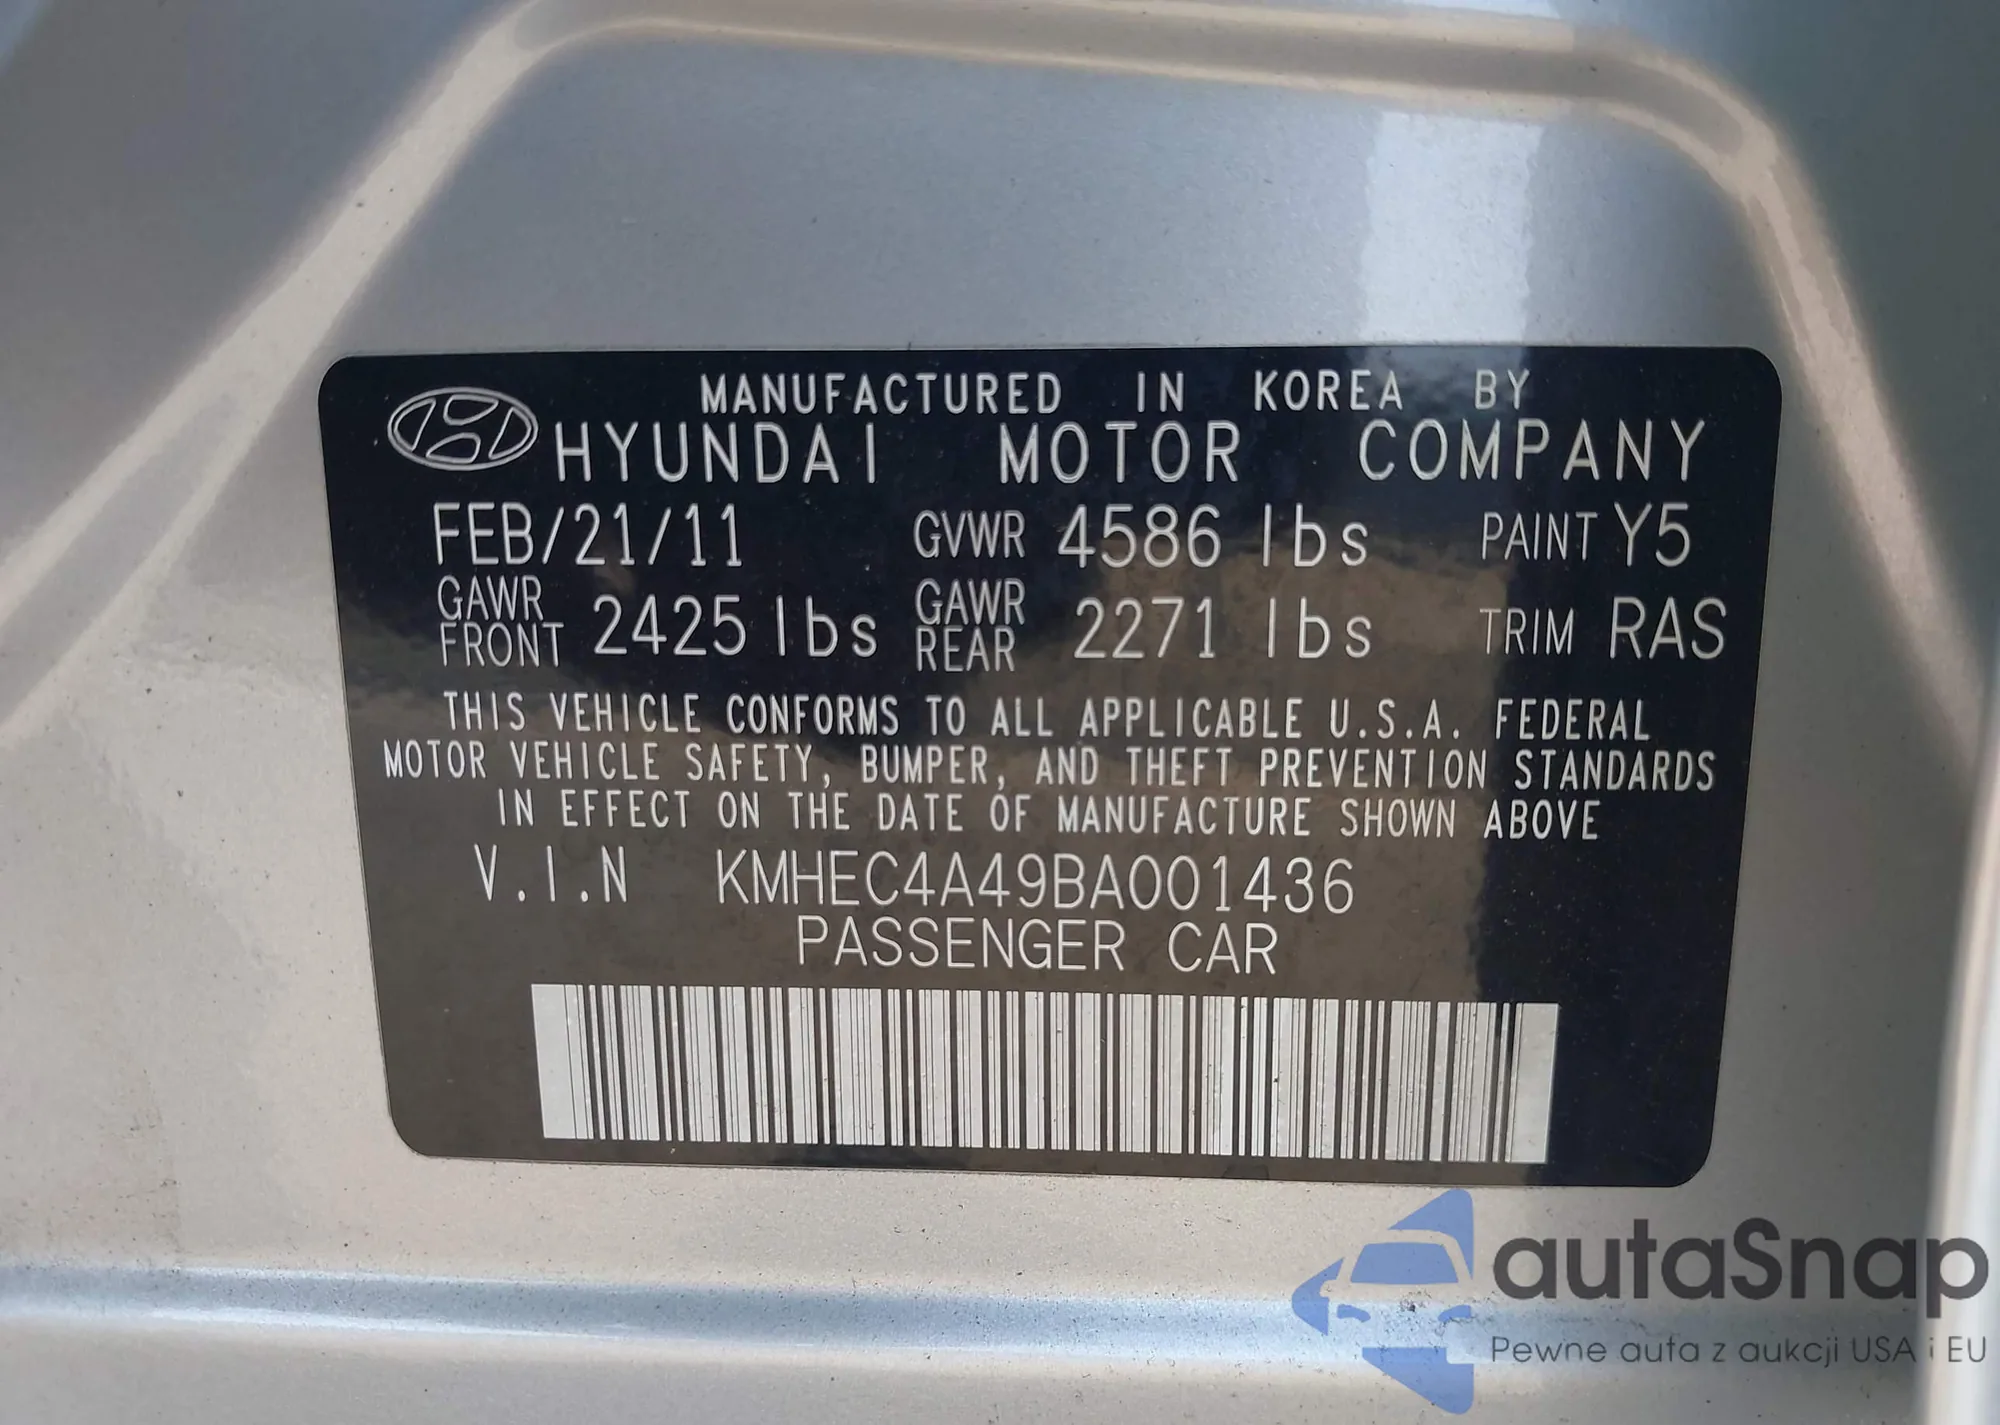 MANUFACTURED IN KOREA BY
HYUNDAI MOTOR COMPANY
FEB/21/11 GVWR 4586 lbs PAINT Y5
GAWR FRONT 2425 lbs GAWR REAR 2271 lbs TRIM RAS
THIS VEHICLE CONFORMS TO ALL APPLICABLE U.S.A. FEDERAL
MOTOR VEHICLE SAFETY, BUMPER, AND THEFT PREVENTION STANDARDS
IN EFFECT ON THE DATE OF MANUFACTURE SHOWN ABOVE
V.I.N KMHEC4A49BA001436
PASSENGER CAR
autaSnap
Pewne auta z aukcji USA i EU